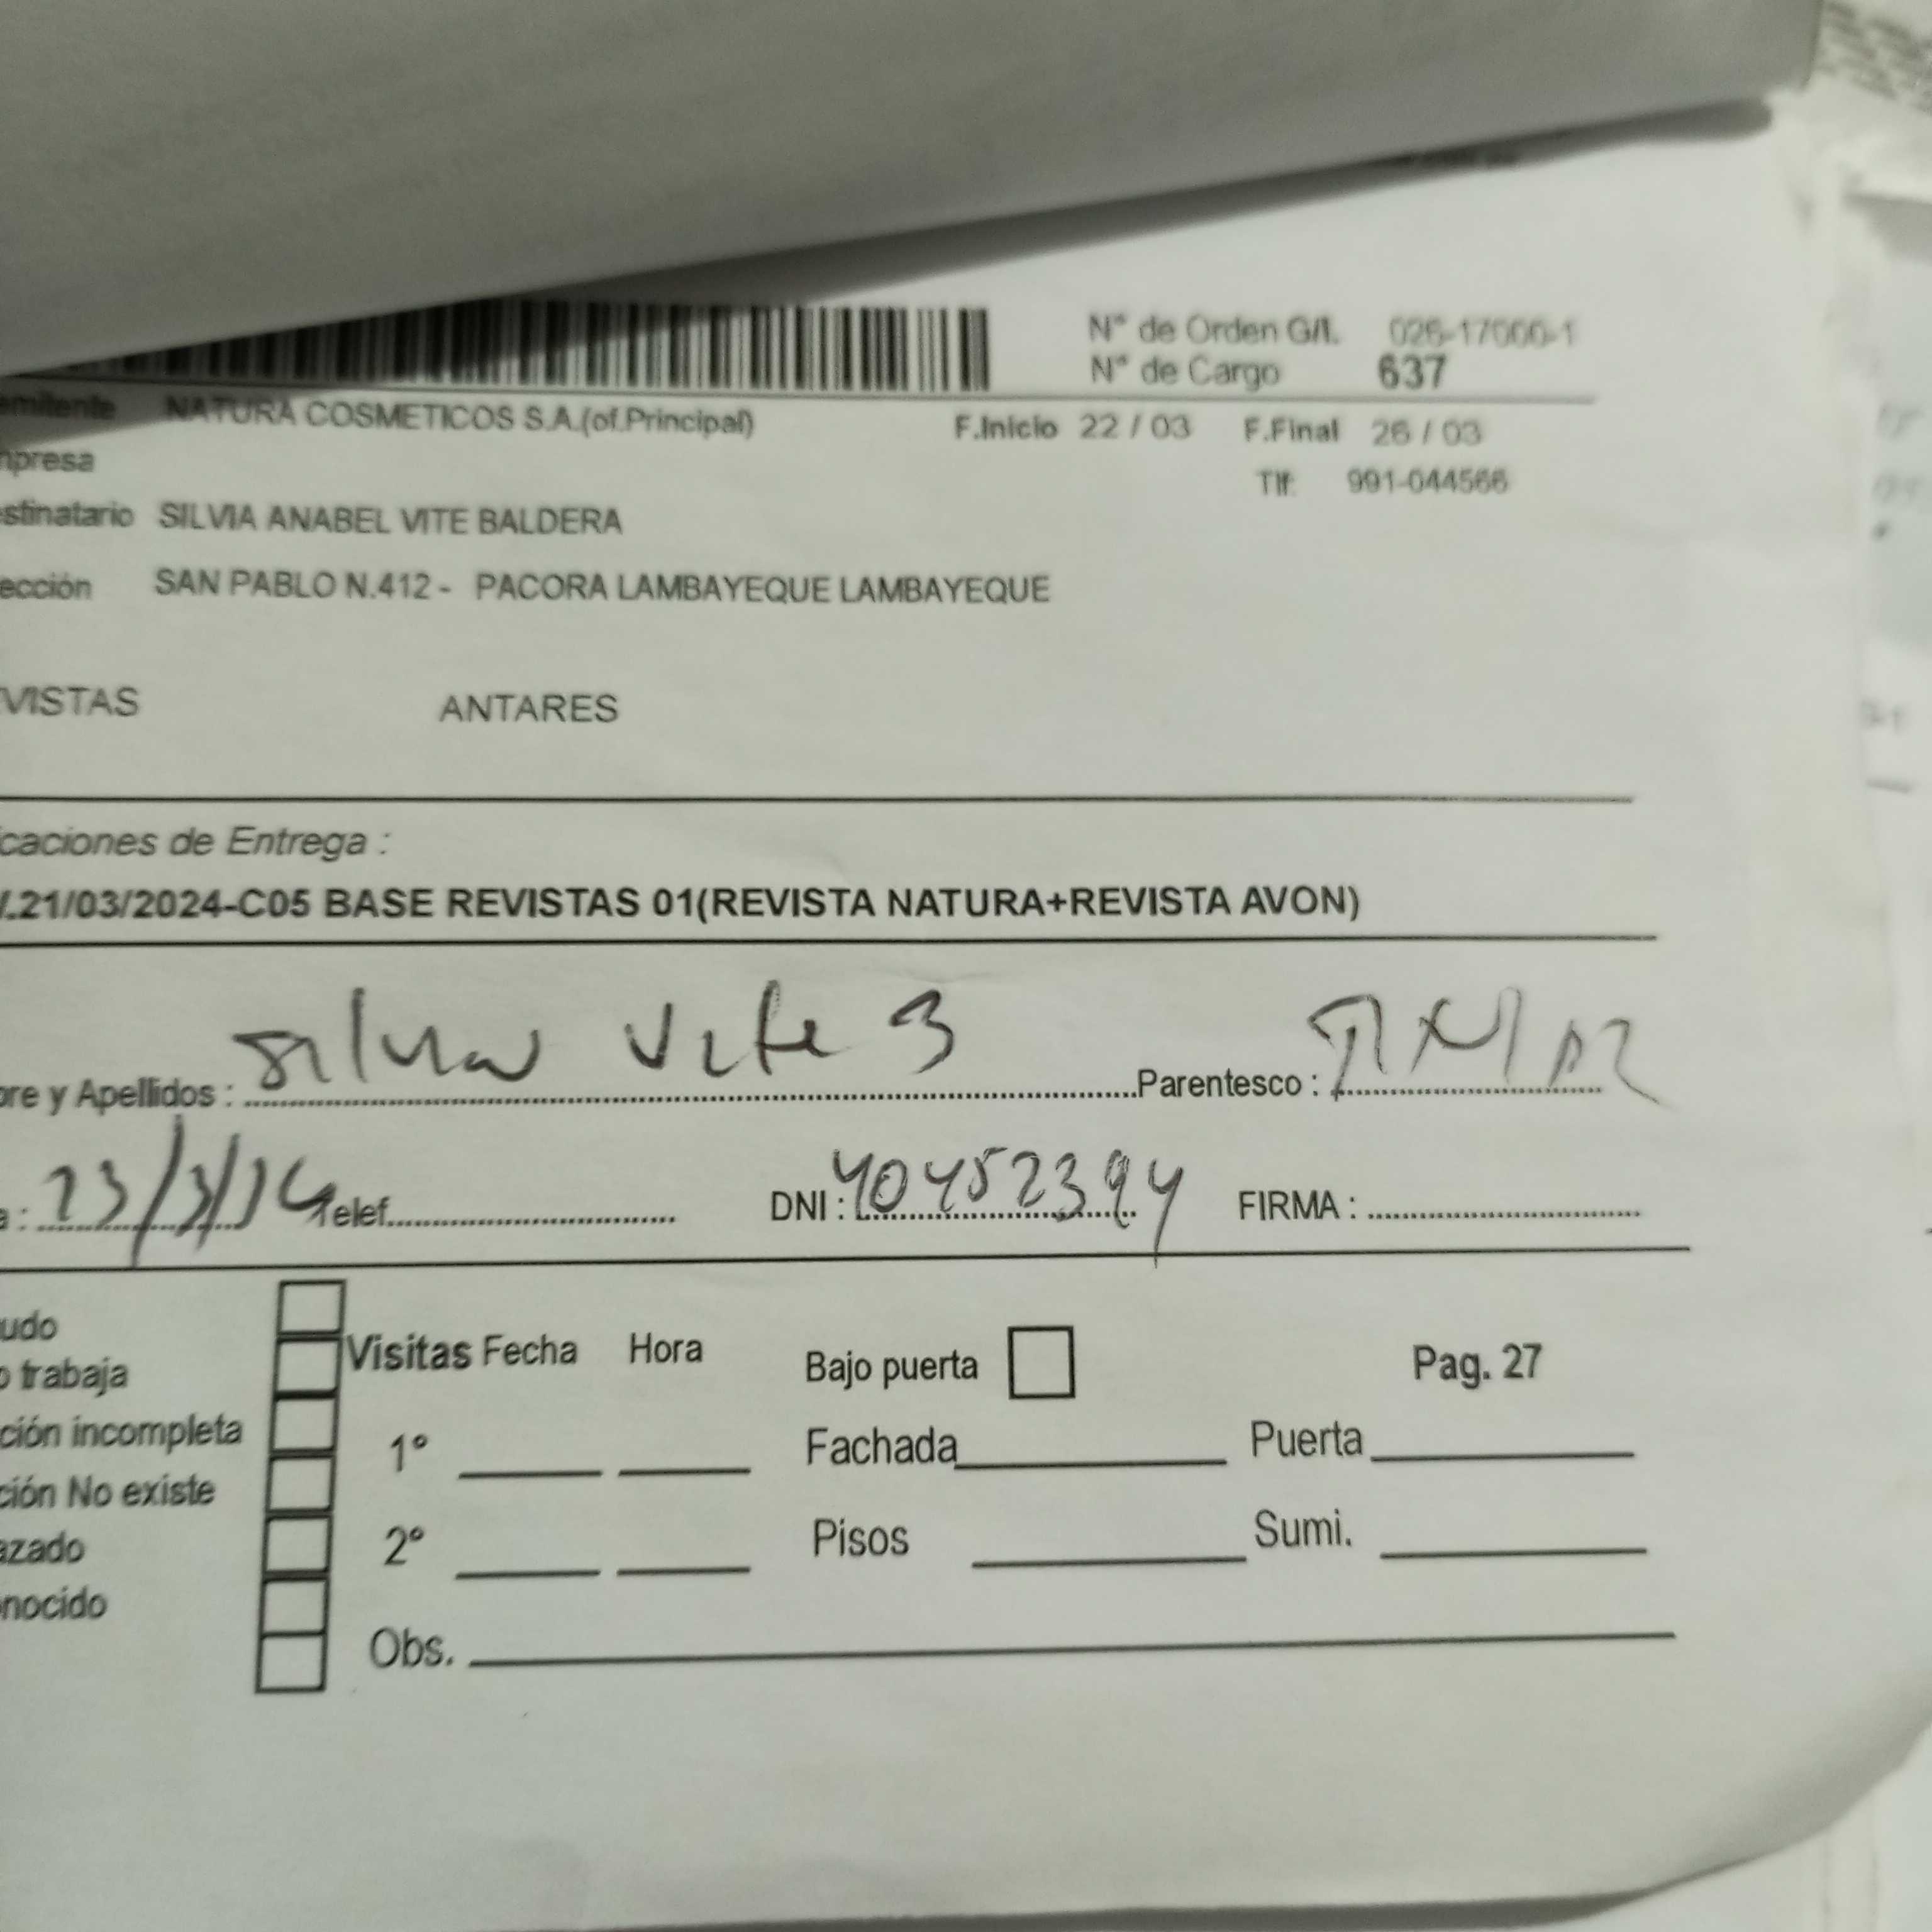 N° de Orden G/I. 026-17000-1
N° de Cargo 637
emitente NATURA COSMETICOS S.A.(of.Principal) F.Inicio 22 / 03 F.Final 26 / 03
mpresa Tlf: 991-044566
estinatario SILVIA ANABEL VITE BALDERA
ección SAN PABLO N.412 - PACORA LAMBAYEQUE LAMBAYEQUE
VISTAS ANTARES
caciones de Entrega :
/.21/03/2024-C05 BASE REVISTAS 01(REVISTA NATURA+REVISTA AVON)
bre y Apellidos : Silvia Vite B Parentesco :
a : 23/3/24 Telef. DNI : 40452394 FIRMA :
udo
Visitas Fecha Hora Bajo puerta Pag. 27
o trabaja
ción incompleta 1° Fachada Puerta
ción No existe
azado 2° Pisos Sumi.
nocido
Obs.